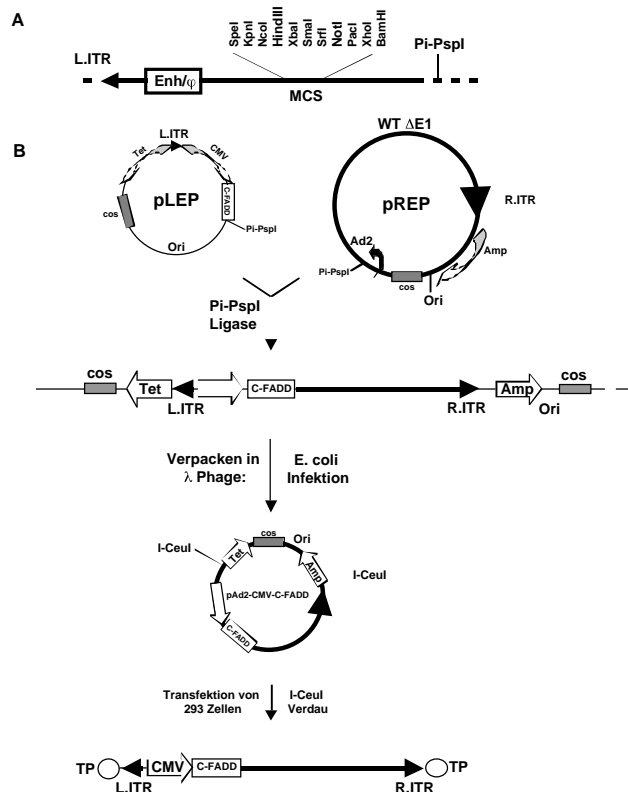 A
SpeI
KpnI
NcoI
HindIII
XbaI
SmaI
SrfI
NotI
PacI
XhoI
BamHI
L.ITR
Pi-PspI
Enh/φ
MCS
B
WT ΔE1
L.ITR
Tet
CMV
pLEP
C-FADD
cos
Pi-PspI
Ori
pREP
R.ITR
Ad2
Amp
Pi-PspI
cos
Ori
Pi-PspI
Ligase
cos
Tet
L.ITR
C-FADD
R.ITR
Amp
Ori
cos
Verpacken in
λ Phage:
E. coli
Infektion
I-CeuI
Tet
cos
Ori
Amp
I-CeuI
pAd2-CMV-C-FADD
C-FADD
Transfektion von
293 Zellen
I-CeuI
Verdau
TP
L.ITR
CMV
C-FADD
R.ITR
TP